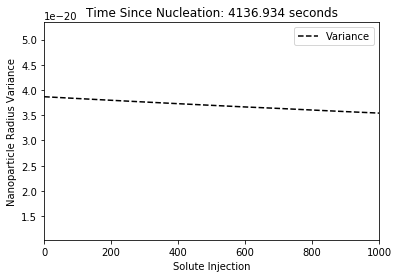 Time Since Nucleation: 4136.934 seconds
1e−20
Variance
5.0
4.5
4.0
3.5
3.0
2.5
2.0
1.5
Nanoparticle Radius Variance
0 200 400 600 800 1000
Solute Injection